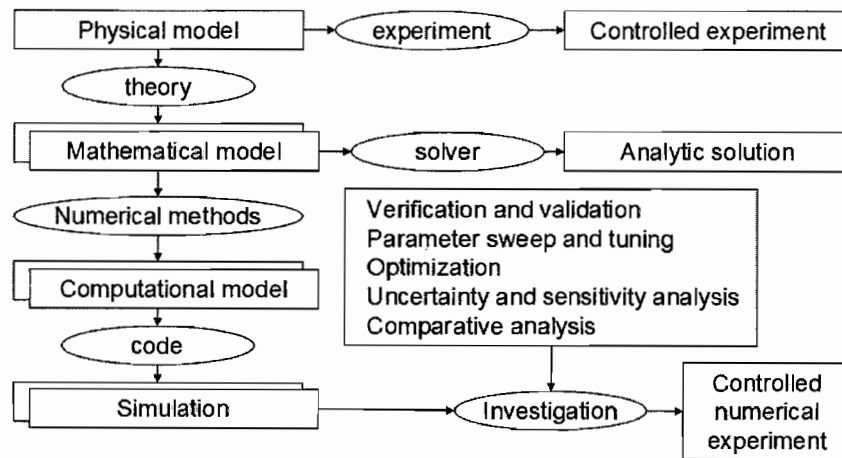 Physical model
experiment
Controlled experiment
theory
Mathematical model
solver
Analytic solution
Numerical methods
Verification and validation
Parameter sweep and tuning
Optimization
Uncertainty and sensitivity analysis
Comparative analysis
Computational model
code
Simulation
Investigation
Controlled
numerical
experiment